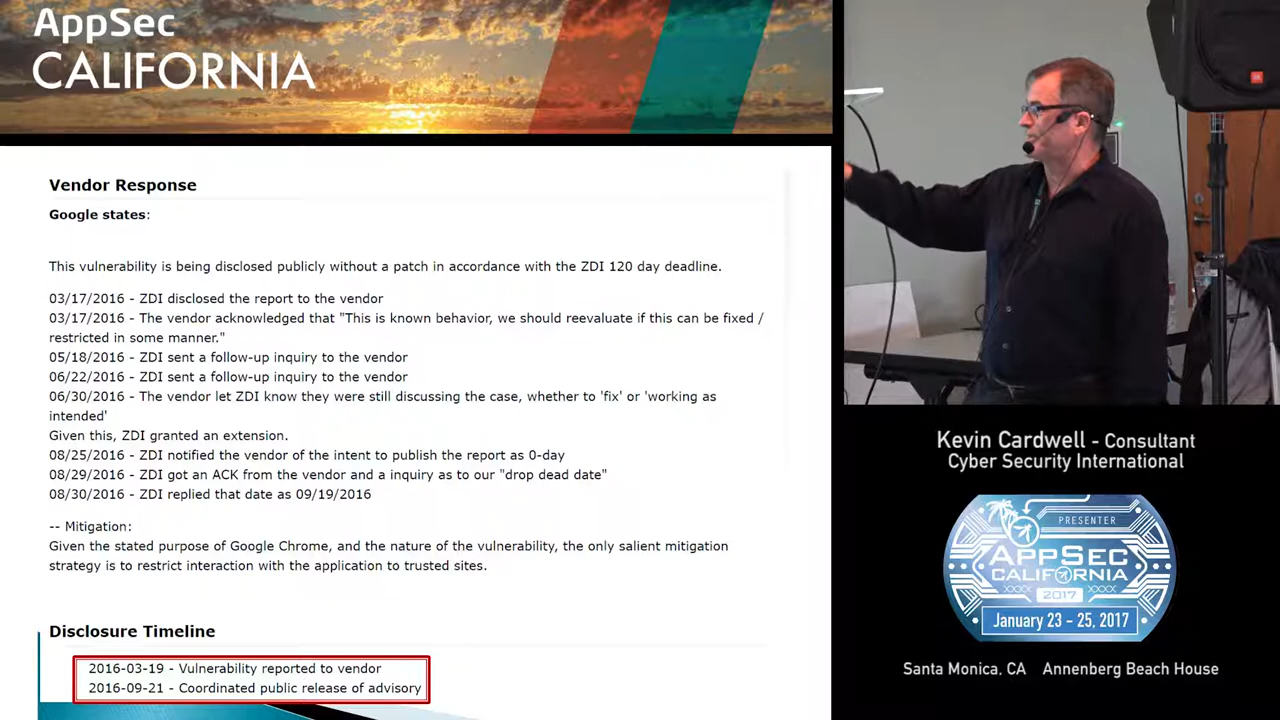 AppSec
CALIFORNIA
Vendor Response
Google states:
This vulnerability is being disclosed publicly without a patch in accordance with the ZDI 120 day deadline.
03/17/2016 - ZDI disclosed the report to the vendor
03/17/2016 - The vendor acknowledged that "This is known behavior, we should reevaluate if this can be fixed /
restricted in some manner."
05/18/2016 - ZDI sent a follow-up inquiry to the vendor
06/22/2016 - ZDI sent a follow-up inquiry to the vendor
06/30/2016 - The vendor let ZDI know they were still discussing the case, whether to 'fix' or 'working as
intended'
Given this, ZDI granted an extension.
08/25/2016 - ZDI notified the vendor of the intent to publish the report as 0-day
08/29/2016 - ZDI got an ACK from the vendor and a inquiry as to our "drop dead date"
08/30/2016 - ZDI replied that date as 09/19/2016
-- Mitigation:
Given the stated purpose of Google Chrome, and the nature of the vulnerability, the only salient mitigation
strategy is to restrict interaction with the application to trusted sites.
Disclosure Timeline
2016-03-19 - Vulnerability reported to vendor
2016-09-21 - Coordinated public release of advisory
Kevin Cardwell - Consultant
Cyber Security International
PRESENTER
APPSEC
CALIFORNIA
2017
January 23 - 25, 2017
Santa Monica, CA Annenberg Beach House